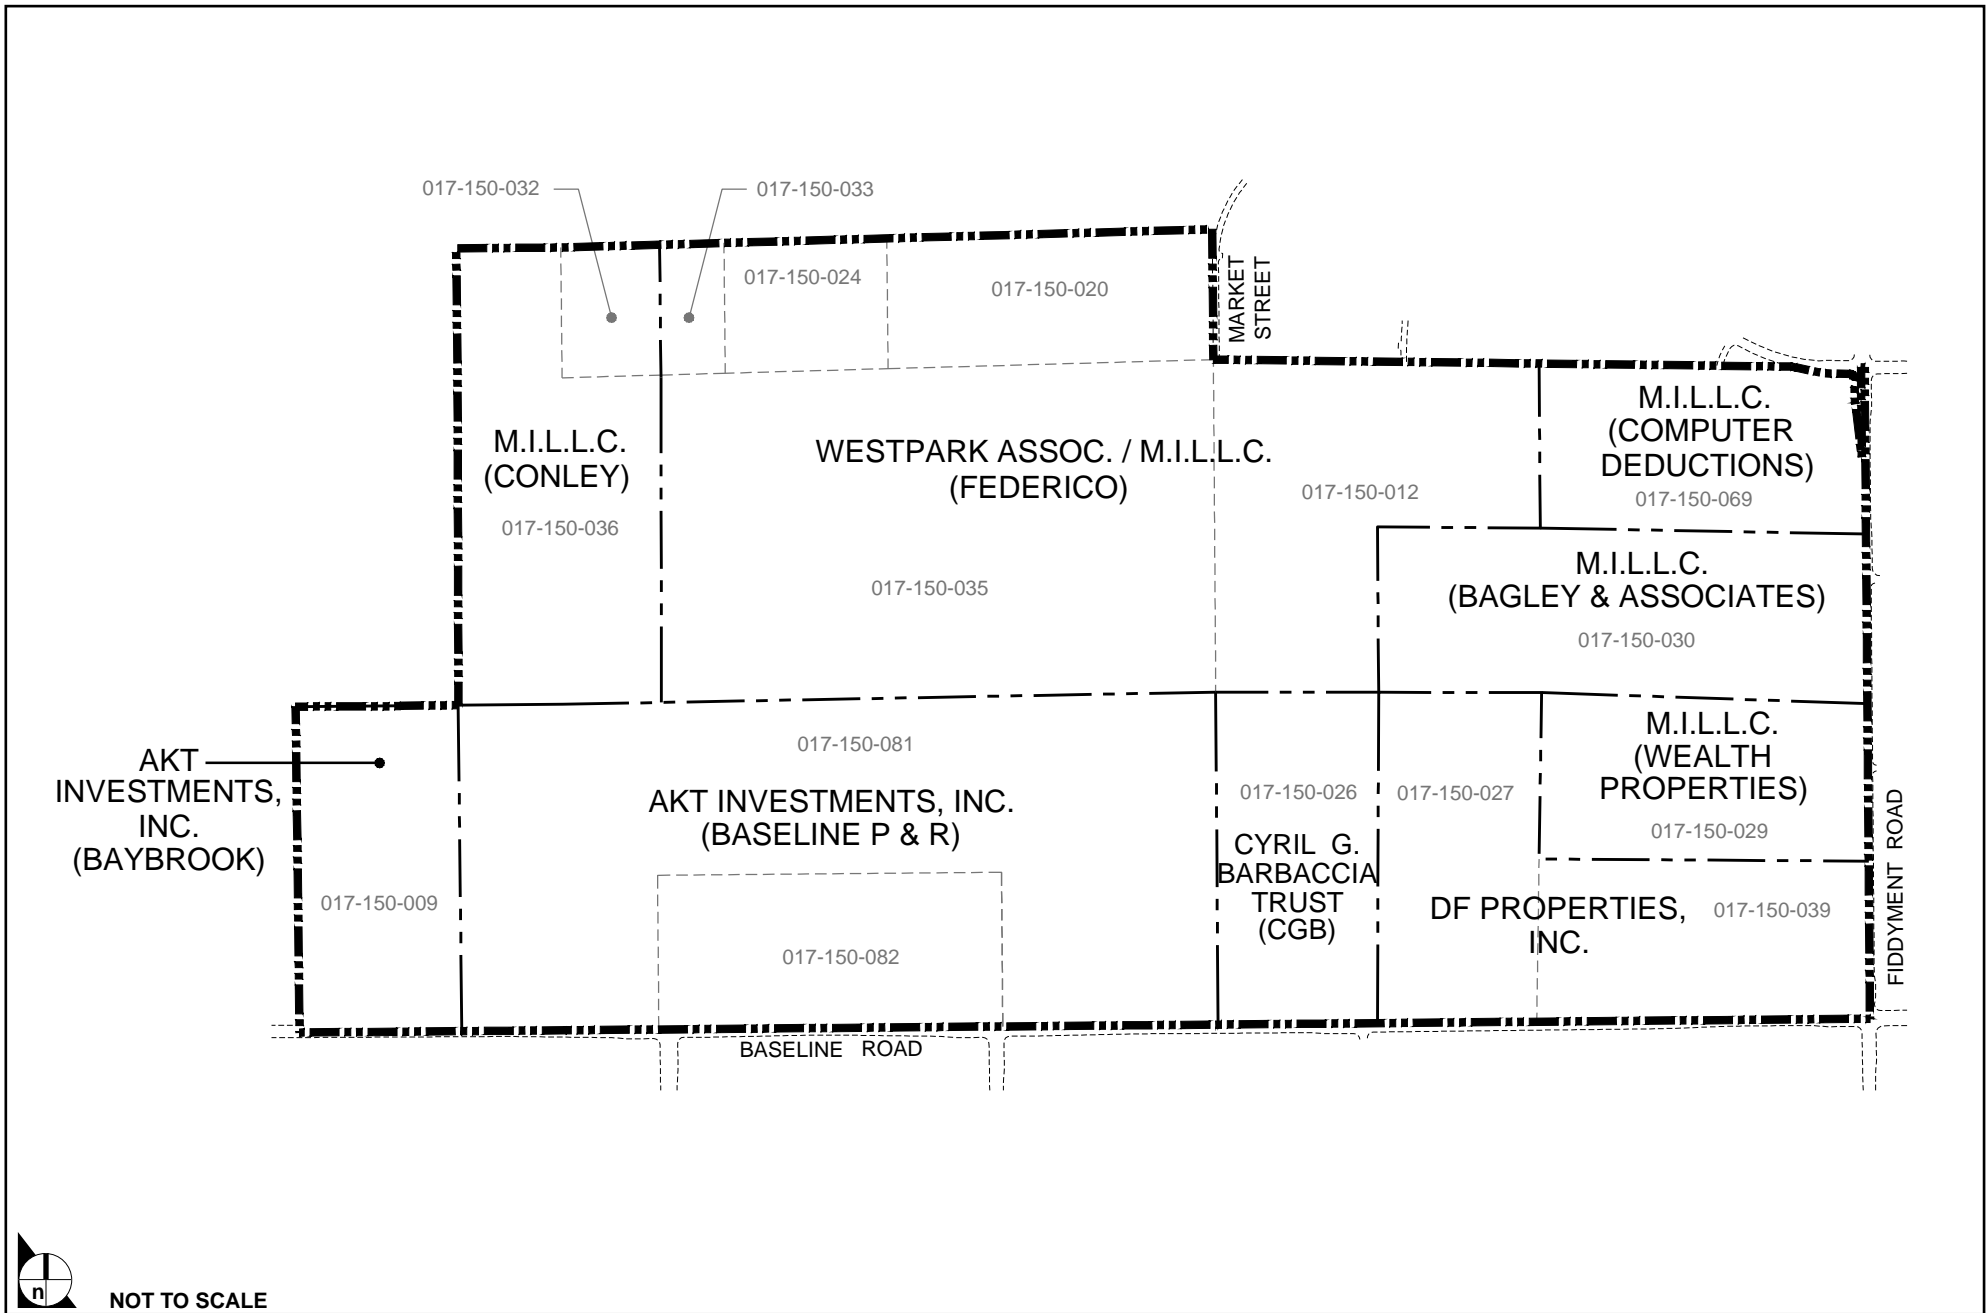 017-150-032
017-150-033
017-150-024
017-150-020
MARKET
STREET
M.I.L.L.C.
(CONLEY)
017-150-036
WESTPARK ASSOC. / M.I.L.L.C.
(FEDERICO)
017-150-012
017-150-035
M.I.L.L.C.
(COMPUTER
DEDUCTIONS)
017-150-069
M.I.L.L.C.
(BAGLEY & ASSOCIATES)
017-150-030
AKT
INVESTMENTS,
INC.
(BAYBROOK)
017-150-009
017-150-081
AKT INVESTMENTS, INC.
(BASELINE P & R)
017-150-082
017-150-026
CYRIL G.
BARBACCIA
TRUST
(CGB)
017-150-027
M.I.L.L.C.
(WEALTH
PROPERTIES)
017-150-029
DF PROPERTIES,
INC.
017-150-039
FIDDYMENT ROAD
BASELINE ROAD
n
NOT TO SCALE